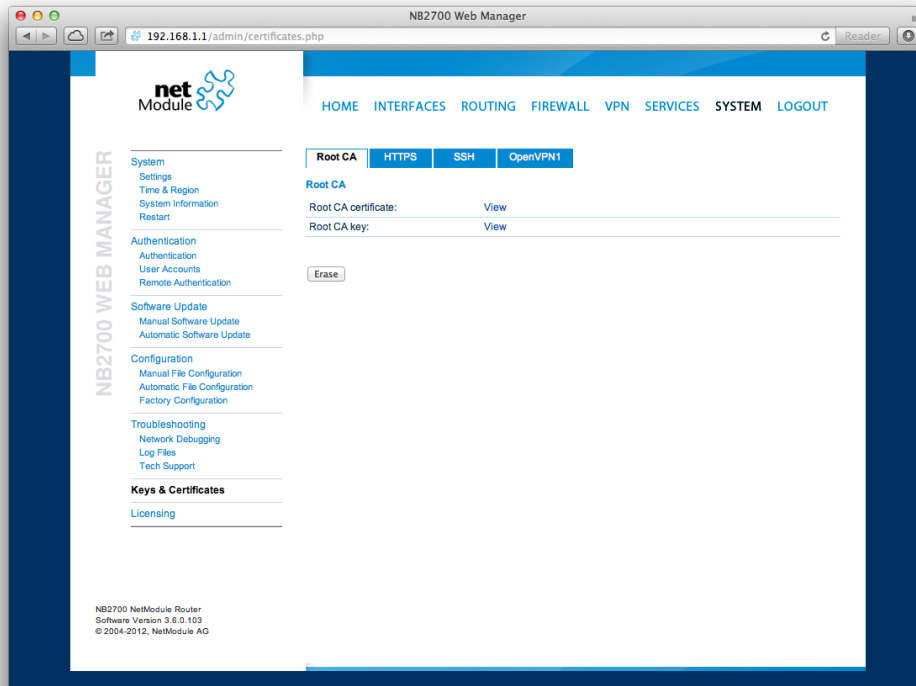 NB2700 Web Manager
192.168.1.1/admin/certificates.php
Reader
net
Module
HOME INTERFACES ROUTING FIREWALL VPN SERVICES SYSTEM LOGOUT
NB2700 WEB MANAGER
System
Settings
Time & Region
System Information
Restart
Authentication
Authentication
User Accounts
Remote Authentication
Software Update
Manual Software Update
Automatic Software Update
Configuration
Manual File Configuration
Automatic File Configuration
Factory Configuration
Troubleshooting
Network Debugging
Log Files
Tech Support
Keys & Certificates
Licensing
Root CA HTTPS SSH OpenVPN1
Root CA
Root CA certificate: View
Root CA key: View
Erase
NB2700 NetModule Router
Software Version 3.6.0.103
© 2004-2012, NetModule AG